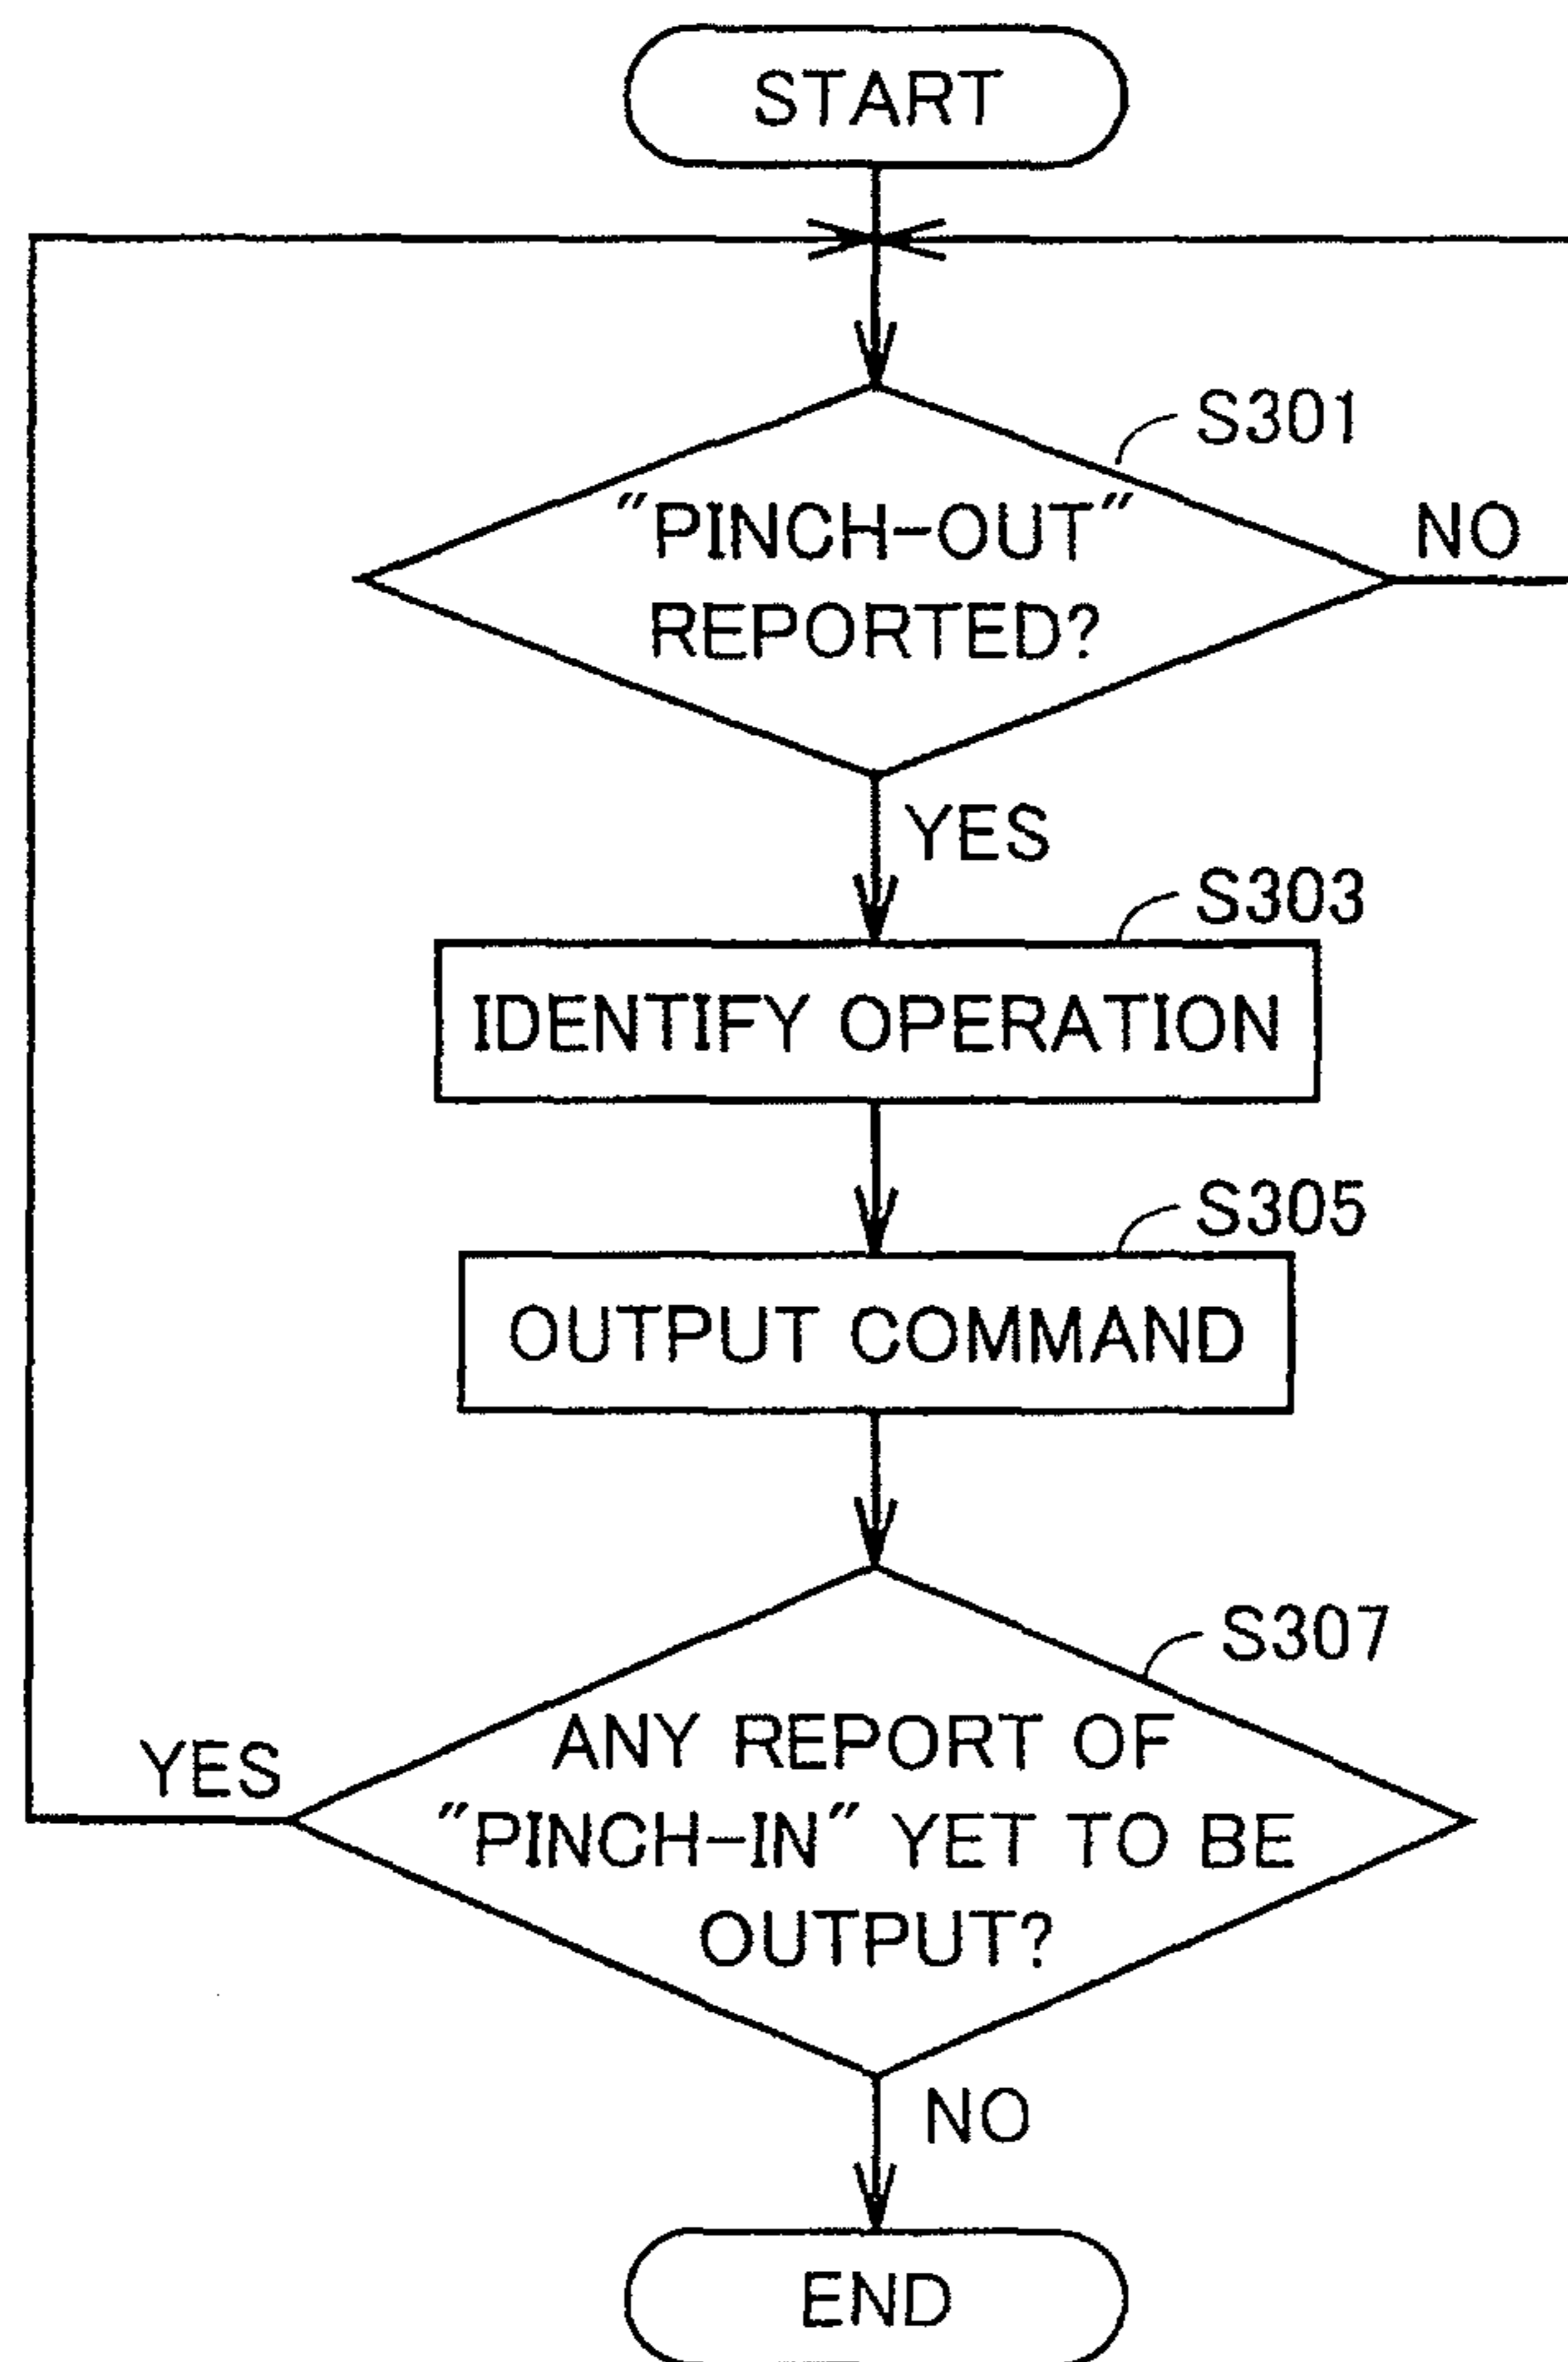 START
S301
"PINCH-OUT"
REPORTED?
NO
YES
S303
IDENTIFY OPERATION
S305
OUTPUT COMMAND
S307
ANY REPORT OF
"PINCH-IN" YET TO BE
OUTPUT?
YES
NO
END